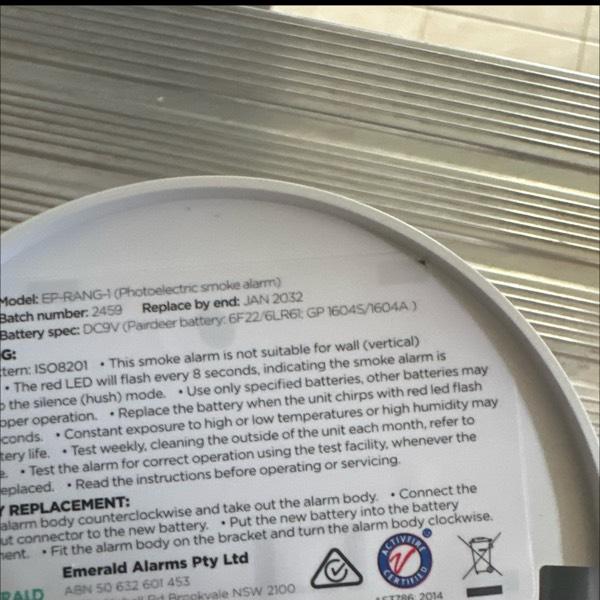 Model: EP-RANG-1 (Photoelectric smoke alarm)
Batch number: 2459 Replace by end: JAN 2032
Battery spec: DC9V (Pairdeer battery: 6F22/6LR61; GP 1604S/1604A )
G:
tern: ISO8201 • This smoke alarm is not suitable for wall (vertical)
• The red LED will flash every 8 seconds, indicating the smoke alarm is
the silence (hush) mode. • Use only specified batteries, other batteries may
oper operation. • Replace the battery when the unit chirps with red led flash
conds. • Constant exposure to high or low temperatures or high humidity may
tery life. • Test weekly, cleaning the outside of the unit each month, refer to
• Test the alarm for correct operation using the test facility, whenever the
eplaced. • Read the instructions before operating or servicing.
REPLACEMENT:
alarm body counterclockwise and take out the alarm body. • Connect the
ut connector to the new battery. • Put the new battery into the battery
ment. • Fit the alarm body on the bracket and turn the alarm body clockwise.
Emerald Alarms Pty Ltd
ABN 50 632 601 453
Rd Brookvale NSW 2100
RALD
ACTIVFIRE
CERTIFIED
AS3786: 2014